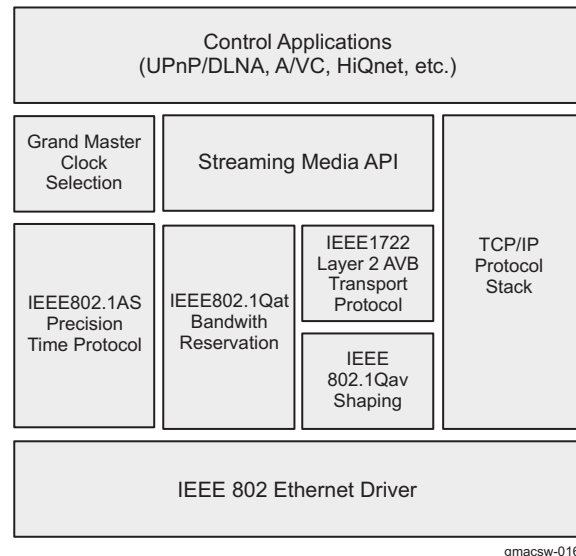 Control Applications
(UPnP/DLNA, A/VC, HiQnet, etc.)
Grand Master
Clock
Selection
Streaming Media API
TCP/IP
Protocol
Stack
IEEE802.1AS
Precision
Time Protocol
IEEE802.1Qat
Bandwith
Reservation
IEEE1722
Layer 2 AVB
Transport
Protocol
IEEE
802.1Qav
Shaping
IEEE 802 Ethernet Driver
gmacsw-016